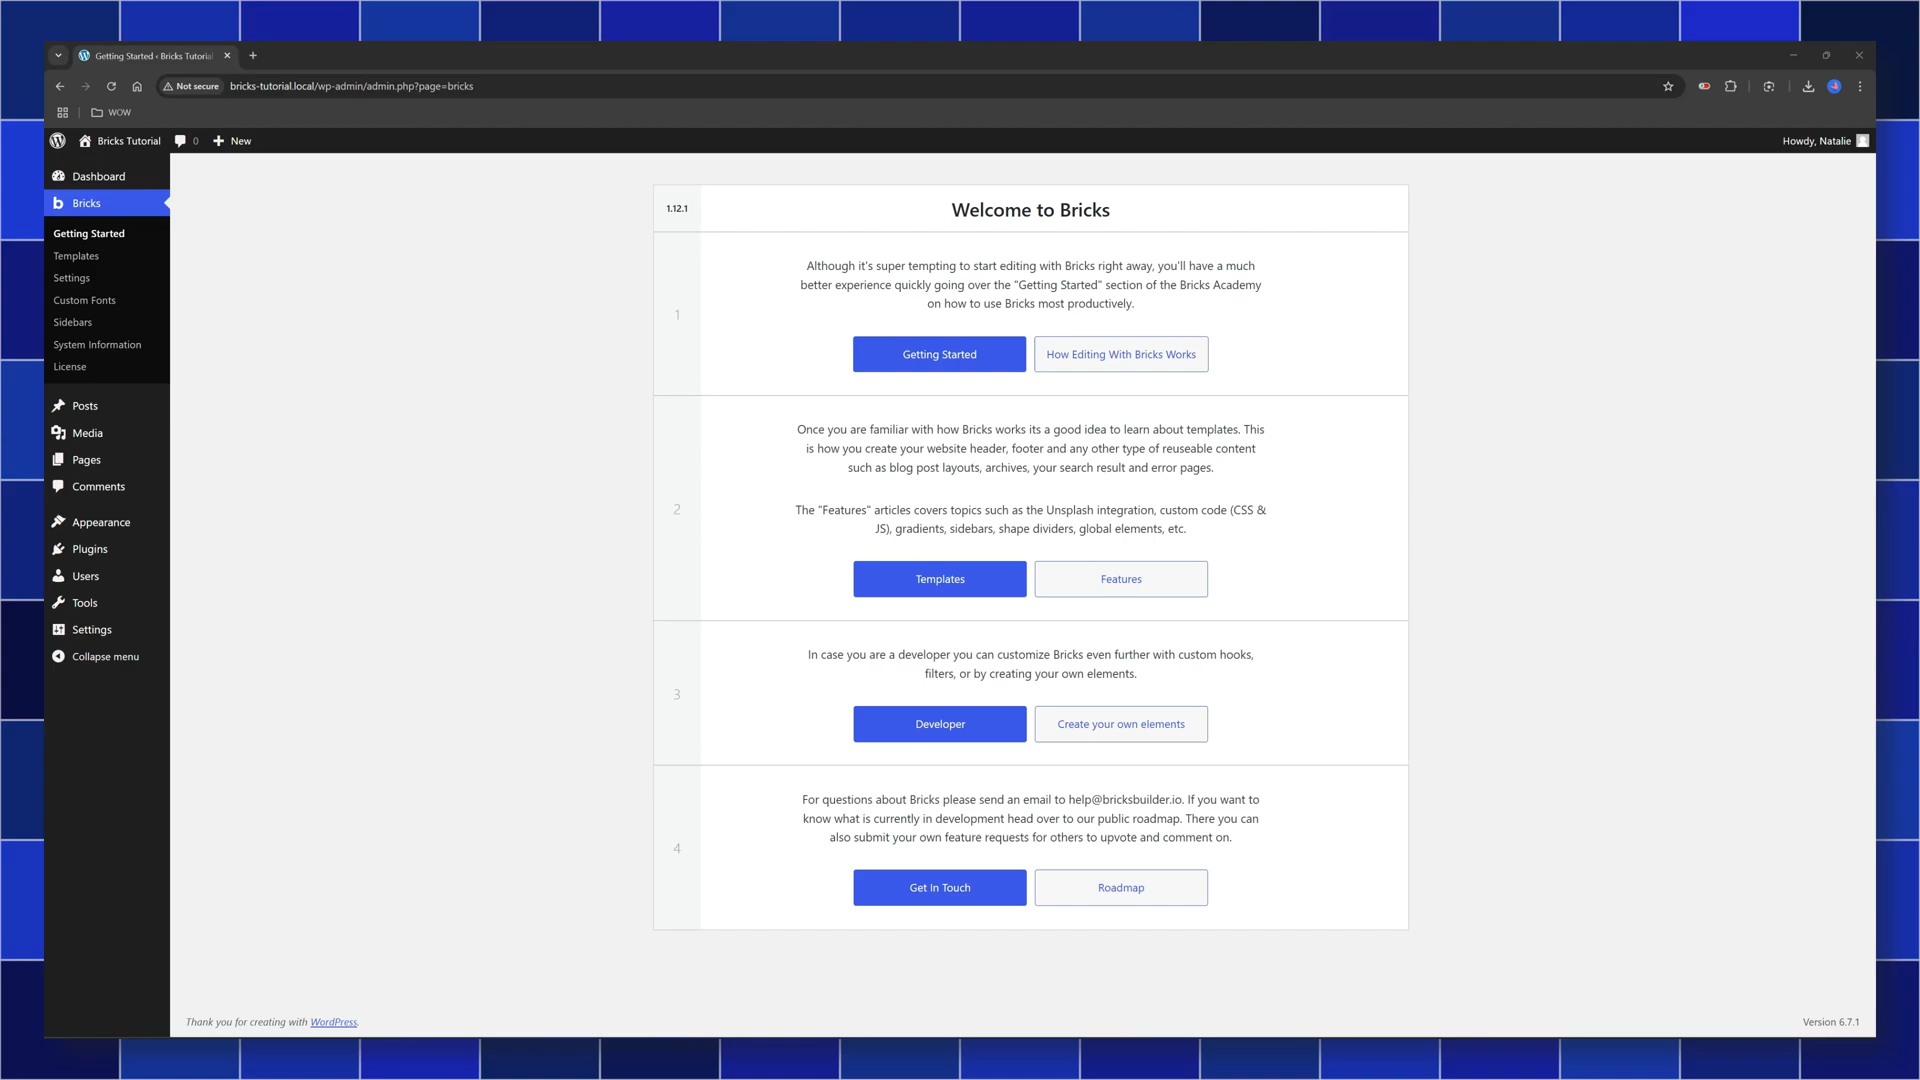 Getting Started ‹ Bricks Tutorial
Not secure
bricks-tutorial.local/wp-admin/admin.php?page=bricks
WOW
Bricks Tutorial
0
New
Howdy, Natalie
Dashboard
Bricks
Getting Started
Templates
Settings
Custom Fonts
Sidebars
System Information
License
Posts
Media
Pages
Comments
Appearance
Plugins
Users
Tools
Settings
Collapse menu
1.12.1
Welcome to Bricks
1
Although it's super tempting to start editing with Bricks right away, you'll have a much
better experience quickly going over the "Getting Started" section of the Bricks Academy
on how to use Bricks most productively.
Getting Started
How Editing With Bricks Works
2
Once you are familiar with how Bricks works its a good idea to learn about templates. This
is how you create your website header, footer and any other type of reuseable content
such as blog post layouts, archives, your search result and error pages.
The "Features" articles covers topics such as the Unsplash integration, custom code (CSS &
JS), gradients, sidebars, shape dividers, global elements, etc.
Templates
Features
3
In case you are a developer you can customize Bricks even further with custom hooks,
filters, or by creating your own elements.
Developer
Create your own elements
4
For questions about Bricks please send an email to help@bricksbuilder.io. If you want to
know what is currently in development head over to our public roadmap. There you can
also submit your own feature requests for others to upvote and comment on.
Get In Touch
Roadmap
Thank you for creating with WordPress.
Version 6.7.1